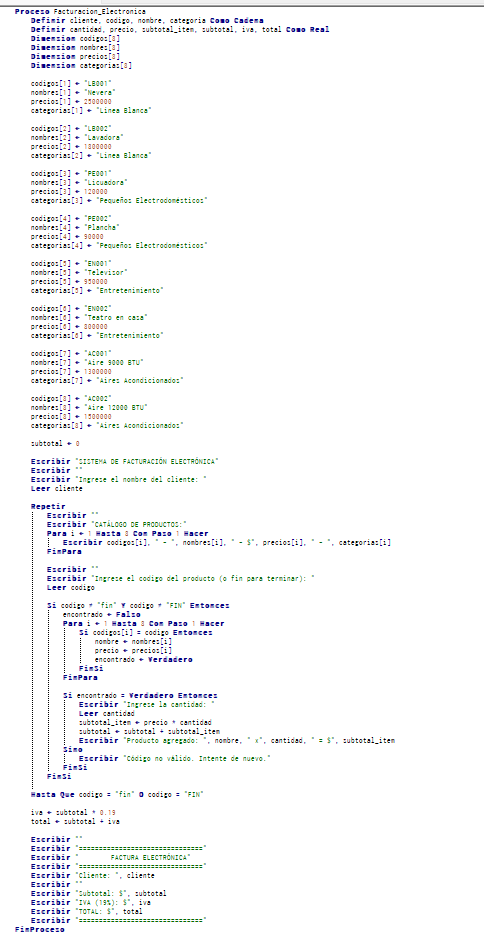 Proceso Facturacion_Electronica
Definir cliente, codigo, nombre, categoria Como Cadena
Definir cantidad, precio, subtotal_item, subtotal, iva, total Como Real
Dimension codigos[8]
Dimension nombres[8]
Dimension precios[8]
Dimension categorias[8]
codigos[1] ← "LB001"
nombres[1] ← "Nevera"
precios[1] ← 2500000
categorias[1] ← "Linea Blanca"
codigos[2] ← "LB002"
nombres[2] ← "Lavadora"
precios[2] ← 1800000
categorias[2] ← "Linea Blanca"
codigos[3] ← "PE001"
nombres[3] ← "Licuadora"
precios[3] ← 120000
categorias[3] ← "Pequeños Electrodomésticos"
codigos[4] ← "PE002"
nombres[4] ← "Plancha"
precios[4] ← 90000
categorias[4] ← "Pequeños Electrodomésticos"
codigos[5] ← "EN001"
nombres[5] ← "Televisor"
precios[5] ← 950000
categorias[5] ← "Entretenimiento"
codigos[6] ← "EN002"
nombres[6] ← "Teatro en casa"
precios[6] ← 800000
categorias[6] ← "Entretenimiento"
codigos[7] ← "AC001"
nombres[7] ← "Aire 9000 BTU"
precios[7] ← 1300000
categorias[7] ← "Aires Acondicionados"
codigos[8] ← "AC002"
nombres[8] ← "Aire 12000 BTU"
precios[8] ← 1500000
categorias[8] ← "Aires Acondicionados"
subtotal ← 0
Escribir "SISTEMA DE FACTURACIÓN ELECTRÓNICA"
Escribir ""
Escribir "Ingrese el nombre del cliente: "
Leer cliente
Repetir
Escribir ""
Escribir "CATÁLOGO DE PRODUCTOS:"
Para i ← 1 Hasta 8 Com Paso 1 Hacer
Escribir codigos[i], " - ", nombres[i], " - $", precios[i], " - ", categorias[i]
FinPara
Escribir ""
Escribir "Ingrese el codigo del producto (o fin para terminar): "
Leer codigo
Si codigo ≠ "fin" Y codigo ≠ "FIN" Entonces
encontrado ← Falso
Para i ← 1 Hasta 8 Com Paso 1 Hacer
Si codigos[i] = codigo Entonces
nombre ← nombres[i]
precio ← precios[i]
encontrado ← Verdadero
FinSi
FinPara
Si encontrado = Verdadero Entonces
Escribir "Ingrese la cantidad: "
Leer cantidad
subtotal_item ← precio * cantidad
subtotal ← subtotal + subtotal_item
Escribir "Producto agregado: ", nombre, " x", cantidad, " = $", subtotal_item
Sino
Escribir "Código no válido. Intente de nuevo."
FinSi
FinSi
Hasta Que codigo = "fin" O codigo = "FIN"
iva ← subtotal * 0.19
total ← subtotal + iva
Escribir ""
Escribir "==============================="
Escribir "        FACTURA ELECTRÓNICA"
Escribir "==============================="
Escribir "Cliente: ", cliente
Escribir ""
Escribir "Subtotal: $", subtotal
Escribir "IVA (19%): $", iva
Escribir "TOTAL: $", total
Escribir "==============================="
FinProceso